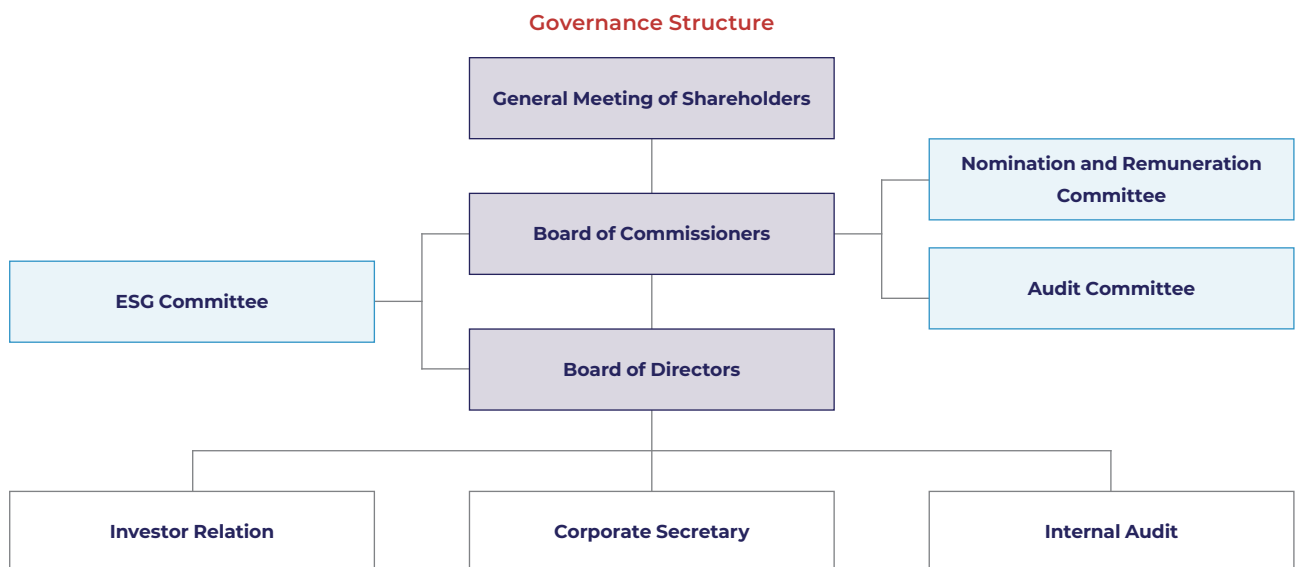 Governance Structure
General Meeting of Shareholders
Nomination and Remuneration
Committee
Board of Commissioners
ESG Committee
Audit Committee
Board of Directors
Investor Relation
Corporate Secretary
Internal Audit